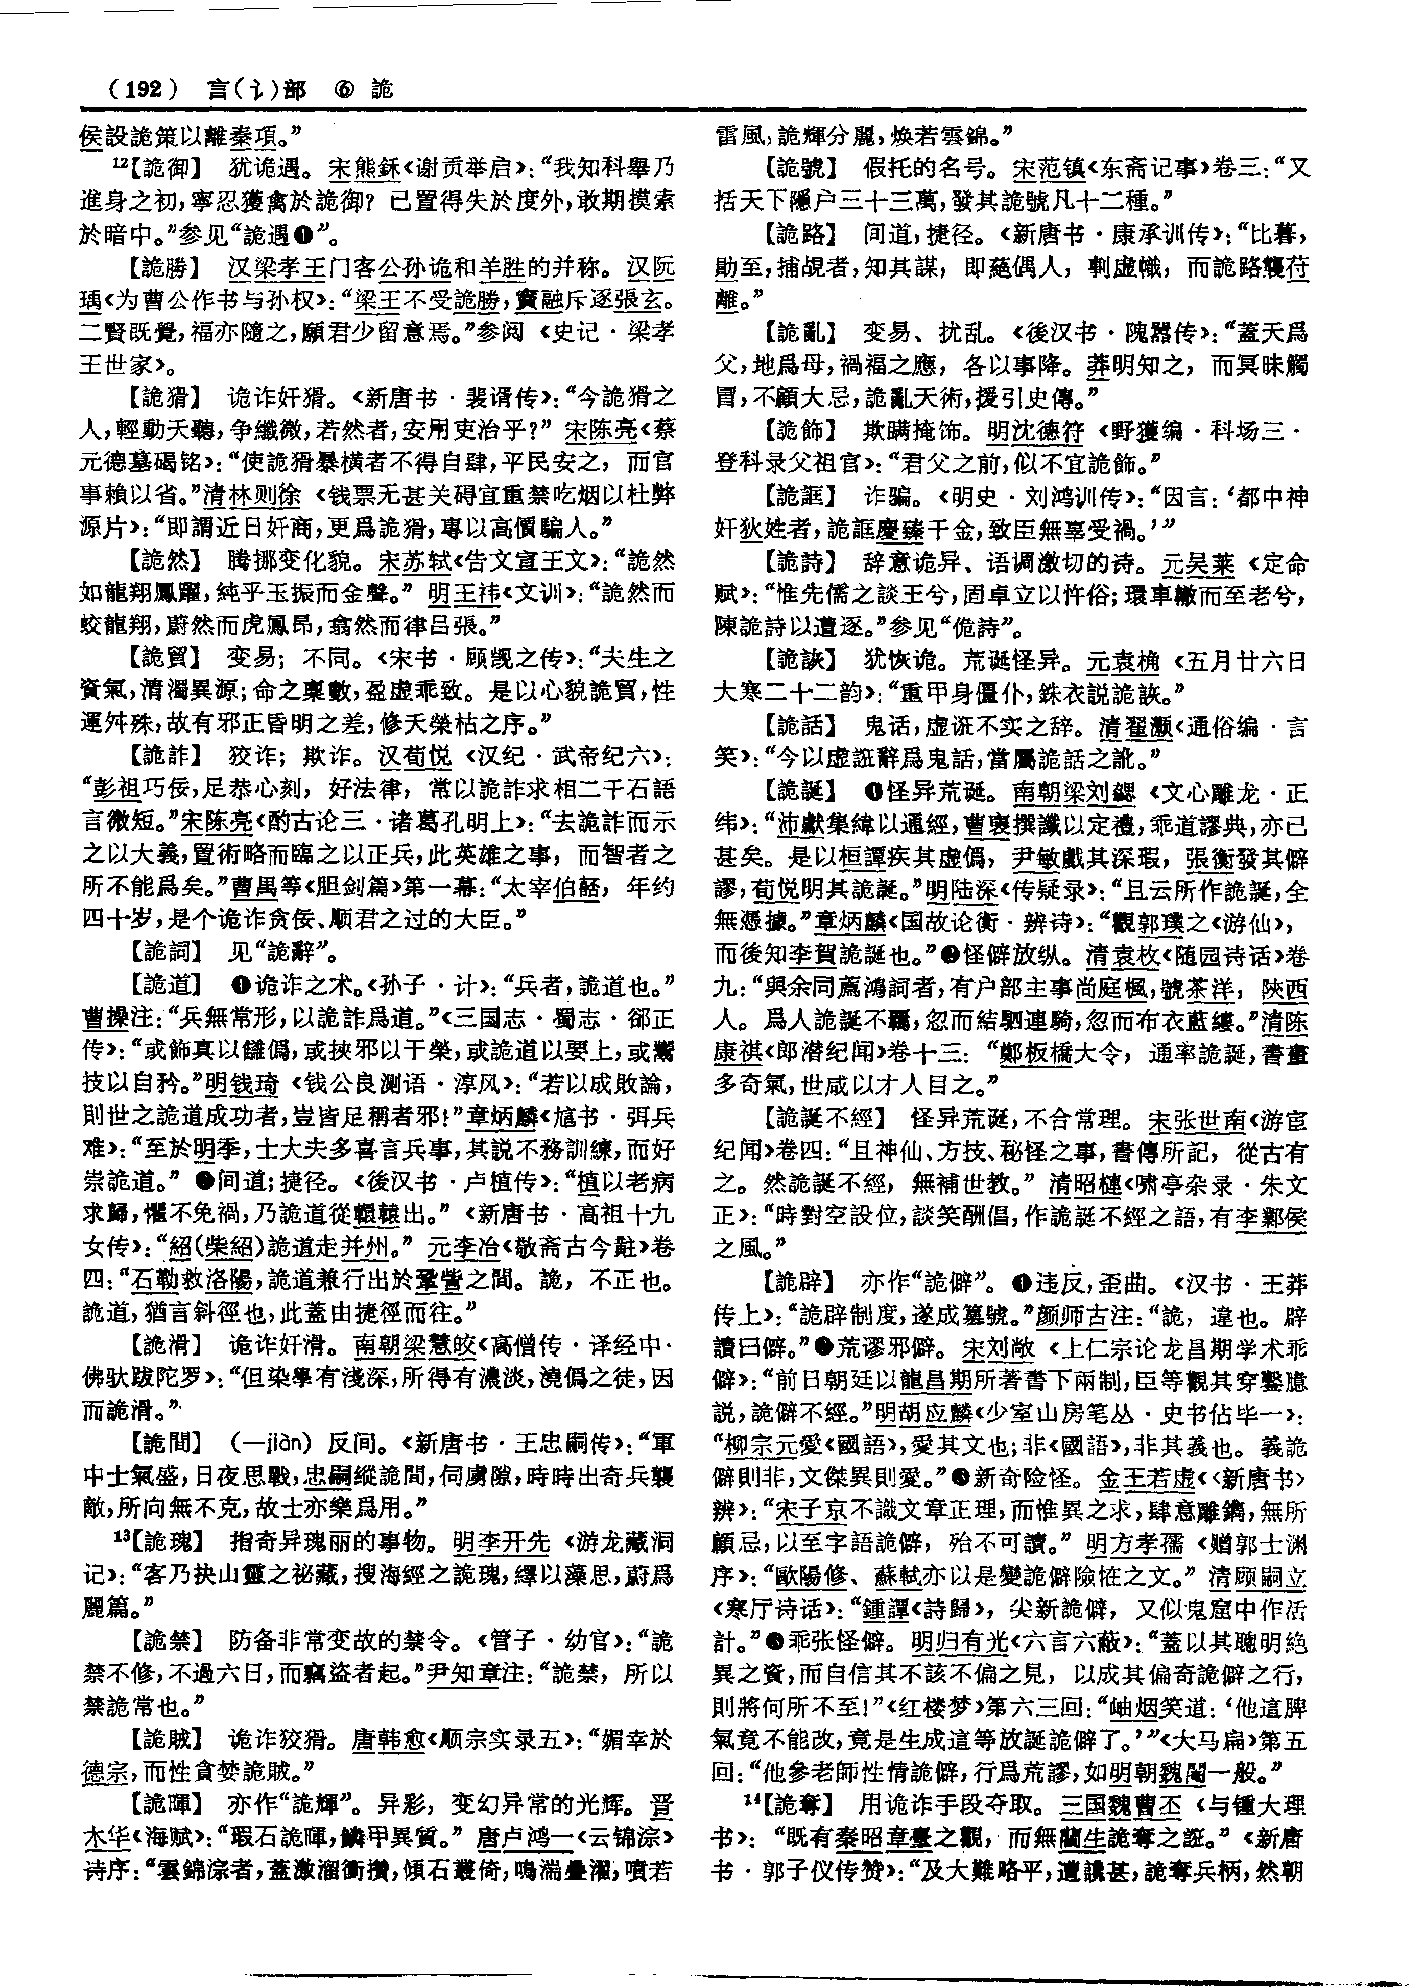 (192) 言(讠)部 ⑥ 詭
侯設詭策以離秦項。”
12【詭御】 犹诡遇。宋熊鉌《谢贡举启》：“我知科舉乃
進身之初，寧忍獲禽於詭御？已置得失於度外，敢期摸索
於暗中。”参见“詭遇❶”。
【詭勝】 汉梁孝王门客公孙诡和羊胜的并称。汉阮
瑀《为曹公作书与孙权》：“梁王不受詭勝，竇融斥逐張玄。
二賢既覺，福亦隨之，願君少留意焉。”参阅《史记·梁孝
王世家》。
【詭猾】 诡诈奸猾。《新唐书·裴谞传》：“今詭猾之
人，輕動天聽，争纖微，若然者，安用吏治乎？”宋陈亮《蔡
元德墓碣铭》：“使詭猾暴横者不得自肆，平民安之，而官
事賴以省。”清林则徐《钱票无甚关碍宜重禁吃烟以杜弊
源片》：“即謂近日奸商，更爲詭猾，專以高價騙人。”
【詭然】 腾挪变化貌。宋苏轼《告文宣王文》：“詭然
如龍翔鳳躍，純乎玉振而金聲。”明王祎《文训》：“詭然而
蛟龍翔，蔚然而虎鳳昂，翕然而律吕張。”
【詭貿】 变易；不同。《宋书·顾觊之传》：“夫生之
資氣，清濁異源；命之稟數，盈虚乖致。是以心貌詭貿，性
運舛殊，故有邪正昏明之差，修夭榮枯之序。”
【詭詐】 狡诈；欺诈。汉荀悦《汉纪·武帝纪六》：
“彭祖巧佞，足恭心刻，好法律，常以詭詐求相二千石語
言微短。”宋陈亮《酌古论三·诸葛孔明上》：“去詭詐而示
之以大義，置術略而臨之以正兵，此英雄之事，而智者之
所不能爲矣。”曹禺等《胆剑篇》第一幕：“太宰伯嚭，年约
四十岁，是个诡诈贪佞、顺君之过的大臣。”
【詭詞】 见“詭辭”。
【詭道】 ❶诡诈之术。《孙子·计》：“兵者，詭道也。”
曹操注：“兵無常形，以詭詐爲道。”《三国志·蜀志·郤正
传》：“或飾真以讎僞，或挾邪以干榮，或詭道以要上，或鬻
技以自矜。”明钱琦《钱公良测语·淳风》：“若以成敗論，
則世之詭道成功者，豈皆足稱者邪！”章炳麟《訄书·弭兵
难》：“至於明季，士大夫多喜言兵事，其説不務訓練，而好
崇詭道。”❷间道；捷径。《後汉书·卢植传》：“植以老病
求歸，懼不免禍，乃詭道從轘轅出。”《新唐书·高祖十九
女传》：“紹(柴紹)詭道走并州。”元李冶《敬斋古今黈》卷
四：“石勒救洛陽，詭道兼行出於鞏訾之間。詭，不正也。
詭道，猶言斜徑也，此蓋由捷徑而往。”
【詭滑】 诡诈奸滑。南朝梁慧皎《高僧传·译经中·
佛驮跋陀罗》：“但染學有淺深，所得有濃淡，澆僞之徒，因
而詭滑。”
【詭間】 (—jiàn)反间。《新唐书·王忠嗣传》：“軍
中士氣盛，日夜思戰，忠嗣縱詭間，伺虜隙，時時出奇兵襲
敵，所向無不克，故士亦樂爲用。”
13【詭瑰】 指奇异瑰丽的事物。明李开先《游龙藏洞
记》：“客乃抉山靈之祕藏，搜海經之詭瑰，繹以藻思，蔚爲
麗篇。”
【詭禁】 防备非常变故的禁令。《管子·幼官》：“詭
禁不修，不過六日，而竊盗者起。”尹知章注：“詭禁，所以
禁詭常也。”
【詭賊】 诡诈狡猾。唐韩愈《顺宗实录五》：“媚幸於
德宗，而性貪婪詭賊。”
【詭暉】 亦作“詭輝”。异彩，变幻异常的光辉。晋
木华《海赋》：“瑕石詭暉，鱗甲異質。”唐卢鸿一《云锦淙》
诗序：“雲錦淙者，蓋激溜衝攢，傾石叢倚，鳴湍叠濯，噴若
雷風，詭輝分麗，焕若雲錦。”
【詭號】 假托的名号。宋范镇《东斋记事》卷三：“又
括天下隱户三十三萬，發其詭號凡十二種。”
【詭路】 间道，捷径。《新唐书·康承训传》：“比暮，
勛至，捕覘者，知其謀，即蕝偶人，剚虚幟，而詭路襲苻
離。”
【詭亂】 变易、扰乱。《後汉书·隗嚣传》：“蓋天爲
父，地爲母，禍福之應，各以事降。莽明知之，而冥昧觸
冒，不顧大忌，詭亂天術，援引史傳。”
【詭飾】 欺瞒掩饰。明沈德符《野獲编·科场三·
登科录父祖官》：“君父之前，似不宜詭飾。”
【詭誆】 诈骗。《明史·刘鸿训传》：“因言：‘都中神
奸狄姓者，詭誆慶臻千金，致臣無辜受禍。’”
【詭詩】 辞意诡异、语调激切的诗。元吴莱《定命
赋》：“惟先儒之談王兮，固卓立以忤俗；環車轍而至老兮，
陳詭詩以遭逐。”参见“佹詩”。
【詭詼】 犹恢诡。荒诞怪异。元袁桷《五月廿六日
大寒二十二韵》：“重甲身僵仆，銖衣説詭詼。”
【詭話】 鬼话，虚诳不实之辞。清翟灏《通俗编·言
笑》：“今以虚誑辭爲鬼話，當屬詭話之訛。”
【詭誕】 ❶怪异荒诞。南朝梁刘勰《文心雕龙·正
纬》：“沛獻集緯以通經，曹褒撰讖以定禮，乖道謬典，亦已
甚矣。是以桓譚疾其虚僞，尹敏戲其深瑕，張衡發其僻
謬，荀悦明其詭誕。”明陆深《传疑录》：“且云所作詭誕，全
無憑據。”章炳麟《国故论衡·辨诗》：“觀郭璞之《游仙》，
而後知李賀詭誕也。”❷怪僻放纵。清袁枚《随园诗话》卷
九：“與余同薦鴻詞者，有户部主事尚庭楓，號茶洋，陝西
人。爲人詭誕不羈，忽而結駟連騎，忽而布衣藍縷。”清陈
康祺《郎潜纪闻》卷十三：“鄭板橋大令，通率詭誕，書畫
多奇氣，世咸以才人目之。”
【詭誕不經】 怪异荒诞，不合常理。宋张世南《游宦
纪闻》卷四：“且神仙、方技、秘怪之事，書傳所記，從古有
之。然詭誕不經，無補世教。”清昭梿《啸亭杂录·朱文
正》：“時對空設位，談笑酬倡，作詭誕不經之語，有李鄴侯
之風。”
【詭辟】 亦作“詭僻”。❶违反，歪曲。《汉书·王莽
传上》：“詭辟制度，遂成篡號。”颜师古注：“詭，違也。辟
讀曰僻。”❷荒谬邪僻。宋刘敞《上仁宗论龙昌期学术乖
僻》：“前日朝廷以龍昌期所著書下兩制，臣等觀其穿鑿臆
説，詭僻不經。”明胡应麟《少室山房笔丛·史书佔毕一》：
“柳宗元愛《國語》，愛其文也；非《國語》，非其義也。義詭
僻則非，文傑異則愛。”❸新奇险怪。金王若虚《〈新唐书〉
辨》：“宋子京不識文章正理，而惟異之求，肆意雕鐫，無所
顧忌，以至字語詭僻，殆不可讀。”明方孝孺《赠郭士渊
序》：“歐陽修、蘇軾亦以是變詭僻險怪之文。”清顾嗣立
《寒厅诗话》：“鍾譚《詩歸》，尖新詭僻，又似鬼窟中作活
計。”❹乖张怪僻。明归有光《六言六蔽》：“蓋以其聰明絶
異之資，而自信其不該不偏之見，以成其偏奇詭僻之行，
則將何所不至！”《红楼梦》第六三回：“岫烟笑道：‘他這脾
氣竟不能改，竟是生成這等放誕詭僻了。’”《大马扁》第五
回：“他參老師性情詭僻，行爲荒謬，如明朝魏閹一般。”
14【詭奪】 用诡诈手段夺取。三国魏曹丕《与锺大理
书》：“既有秦昭章臺之觀，而無藺生詭奪之誑。”《新唐
书·郭子仪传赞》：“及大難略平，遭讒甚，詭奪兵柄，然朝